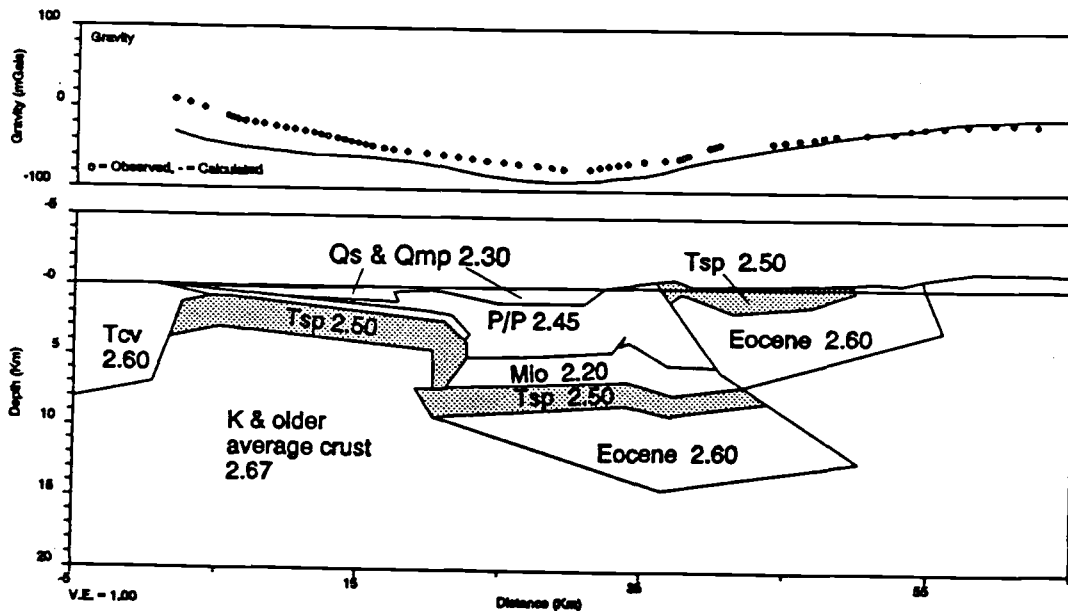 100
Gravity
0
Gravity (mGals)
-100
o = Observed, - = Calculated
-5
Qs & Qmp 2.30
Tsp 2.50
-0
Tsp 2.50
P/P 2.45
Tcv
2.60
Eocene 2.60
5
Mio 2.20
Depth (Km)
Tsp 2.50
10
K & older
average crust
2.67
Eocene 2.60
15
20
-5
15
35
55
V.E. = 1.00
Distance (Km)